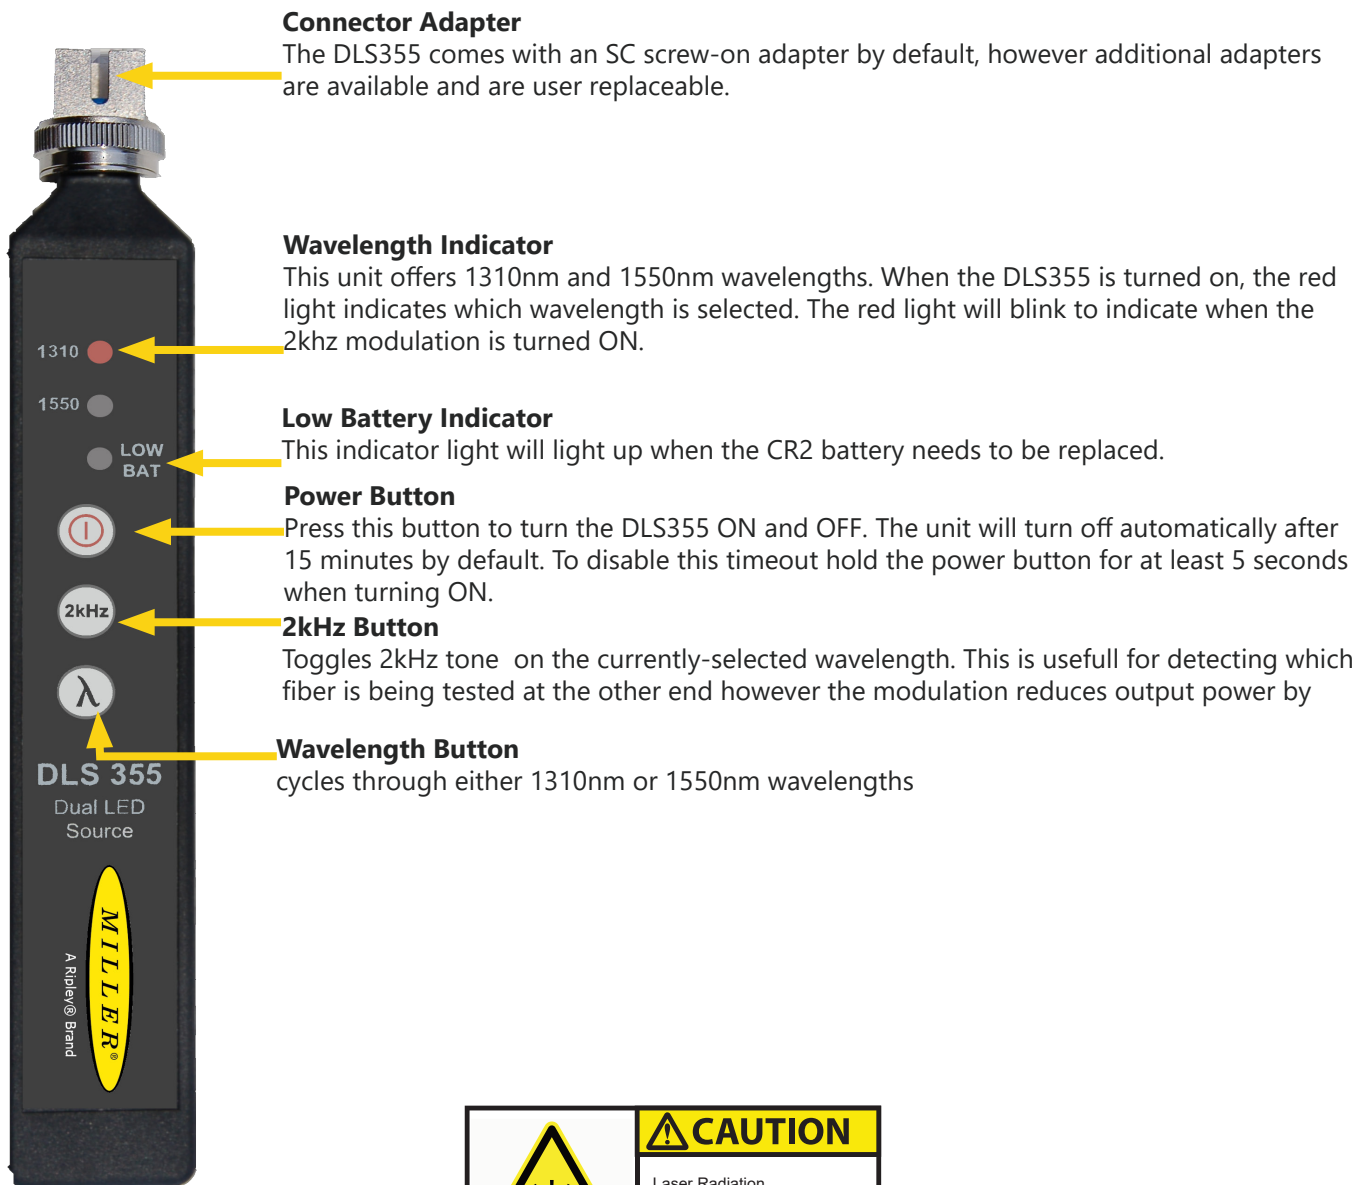 Connector Adapter
The DLS355 comes with an SC screw-on adapter by default, however additional adapters
are available and are user replaceable.
Wavelength Indicator
This unit offers 1310nm and 1550nm wavelengths. When the DLS355 is turned on, the red
light indicates which wavelength is selected. The red light will blink to indicate when the
2khz modulation is turned ON.
1310
1550
LOW
BAT
Low Battery Indicator
This indicator light will light up when the CR2 battery needs to be replaced.
Power Button
Press this button to turn the DLS355 ON and OFF. The unit will turn off automatically after
15 minutes by default. To disable this timeout hold the power button for at least 5 seconds
when turning ON.
2kHz
2kHz Button
Toggles 2kHz tone  on the currently-selected wavelength. This is usefull for detecting which
fiber is being tested at the other end however the modulation reduces output power by
λ
Wavelength Button
cycles through either 1310nm or 1550nm wavelengths
DLS 355
Dual LED
Source
MILLER®
A Ripley® Brand
CAUTION
Laser Radiation